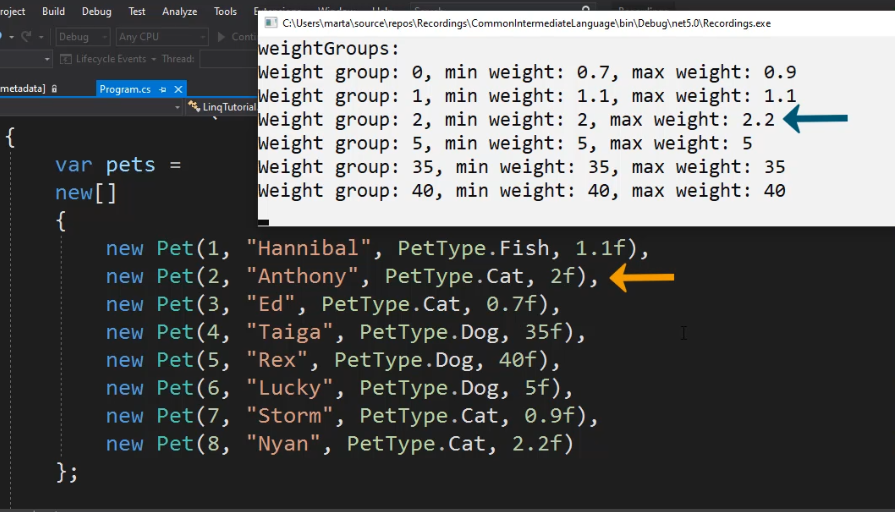 roject Build Debug Test Analyze Tools
C:\Users\marta\source\repos\Recordings\CommonIntermediateLanguage\bin\Debug\net5.0\Recordings.exe
Debug Any CPU
Lifecycle Events Thread:
metadata] Program.cs
LinqTutorial
weightGroups:
Weight group: 0, min weight: 0.7, max weight: 0.9
Weight group: 1, min weight: 1.1, max weight: 1.1
Weight group: 2, min weight: 2, max weight: 2.2
Weight group: 5, min weight: 5, max weight: 5
Weight group: 35, min weight: 35, max weight: 35
Weight group: 40, min weight: 40, max weight: 40
{
var pets =
new[]
{
new Pet(1, "Hannibal", PetType.Fish, 1.1f),
new Pet(2, "Anthony", PetType.Cat, 2f),
new Pet(3, "Ed", PetType.Cat, 0.7f),
new Pet(4, "Taiga", PetType.Dog, 35f),
new Pet(5, "Rex", PetType.Dog, 40f),
new Pet(6, "Lucky", PetType.Dog, 5f),
new Pet(7, "Storm", PetType.Cat, 0.9f),
new Pet(8, "Nyan", PetType.Cat, 2.2f)
};